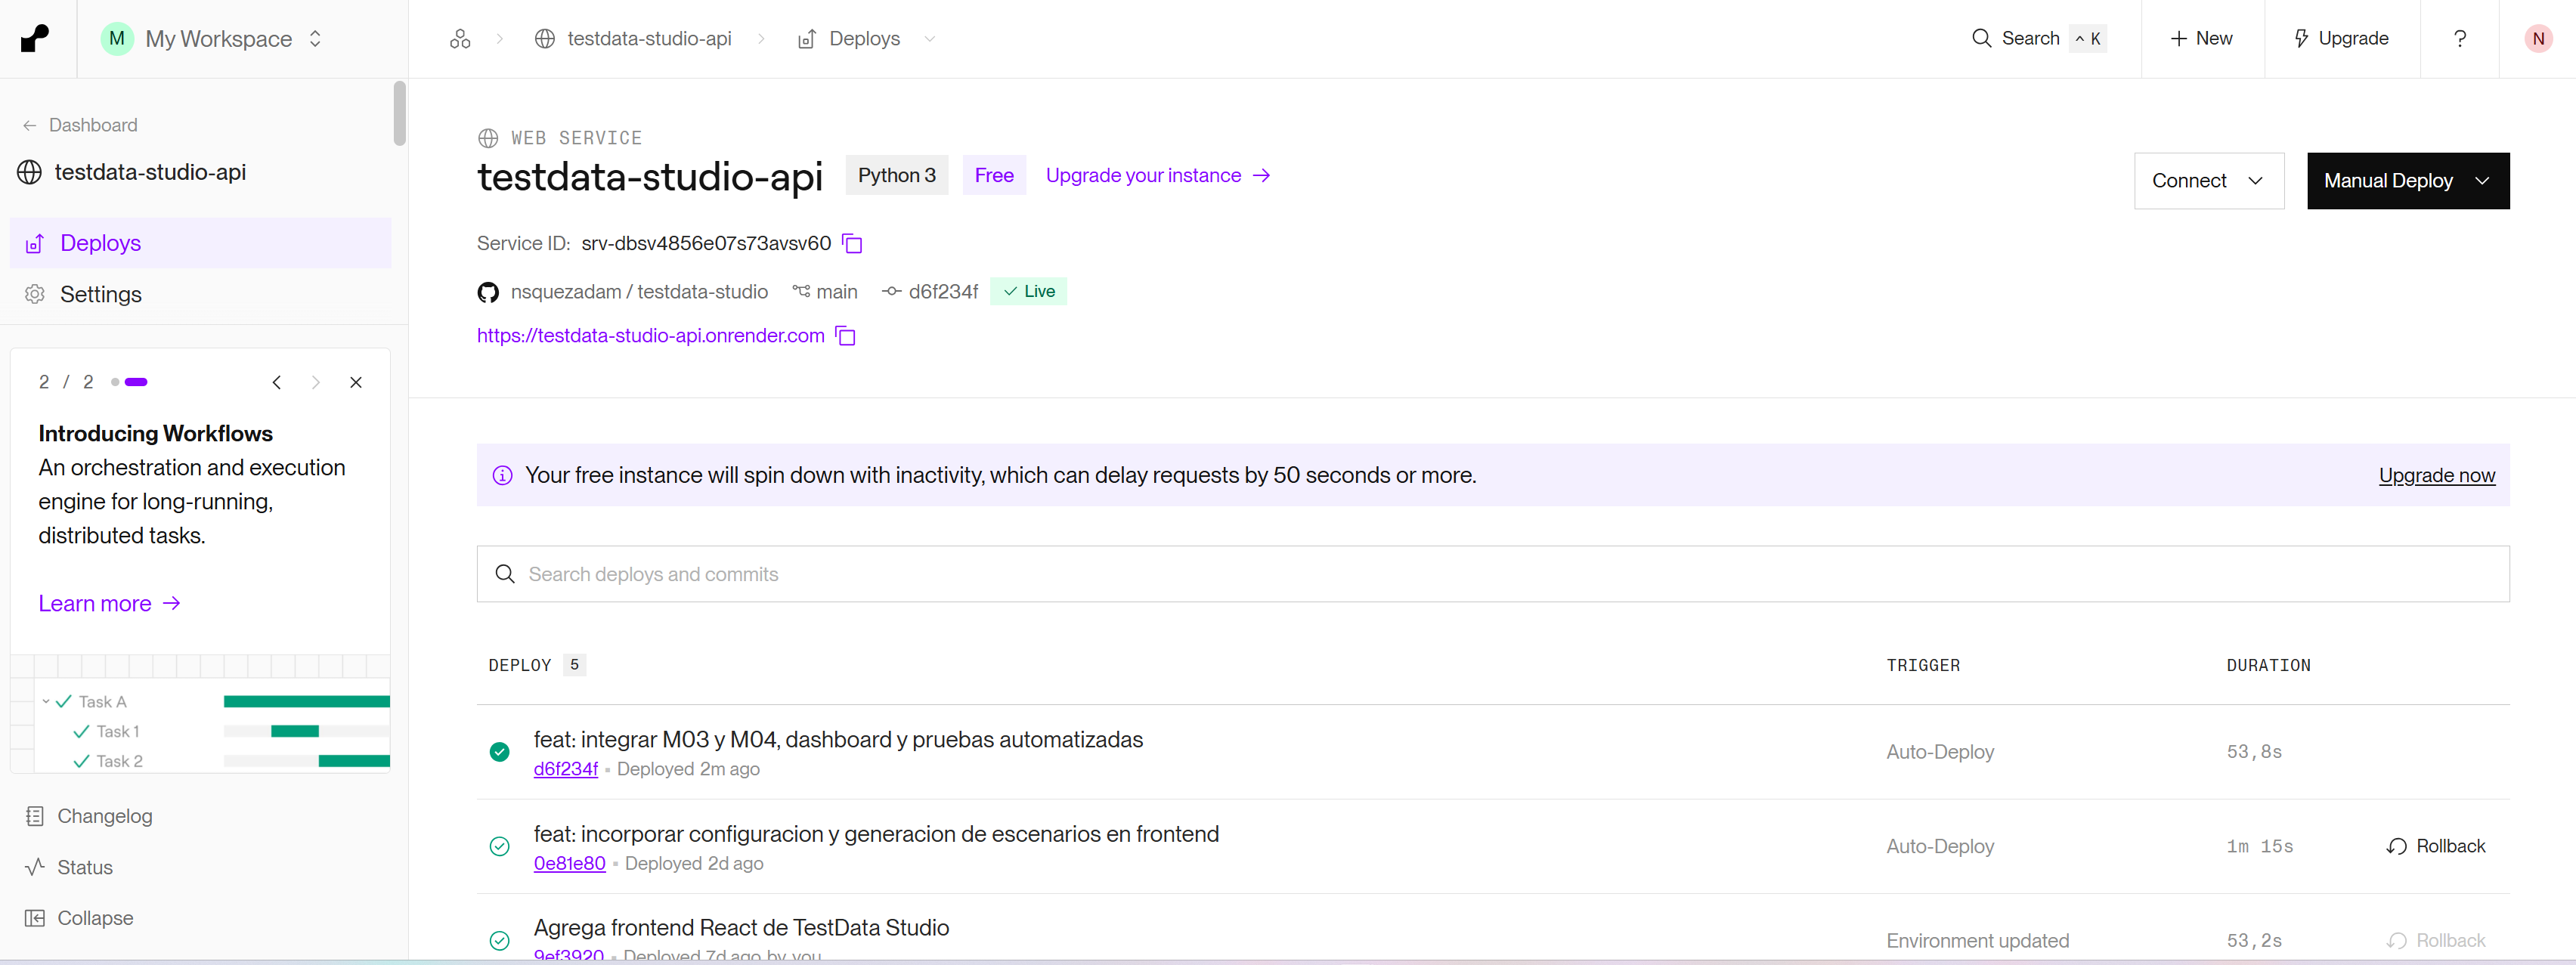 M My Workspace
testdata-studio-api
Deploys
Search ^ K
+ New
Upgrade
?
N
Dashboard
testdata-studio-api
Deploys
Settings
2 / 2
Introducing Workflows
An orchestration and execution
engine for long-running,
distributed tasks.
Learn more →
Task A
Task 1
Task 2
Changelog
Status
Collapse
WEB SERVICE
testdata-studio-api Python 3 Free Upgrade your instance →
Connect
Manual Deploy
Service ID: srv-dbsv4856e07s73avsv60
nsquezadam / testdata-studio main d6f234f Live
https://testdata-studio-api.onrender.com
Your free instance will spin down with inactivity, which can delay requests by 50 seconds or more. Upgrade now
Search deploys and commits
DEPLOY 5 TRIGGER DURATION
feat: integrar M03 y M04, dashboard y pruebas automatizadas
d6f234f Deployed 2m ago
Auto-Deploy 53,8s
feat: incorporar configuracion y generacion de escenarios en frontend
0e81e80 Deployed 2d ago
Auto-Deploy 1m 15s Rollback
Agrega frontend React de TestData Studio
9ef3920 Deployed 7d ago by you
Environment updated 53,2s Rollback